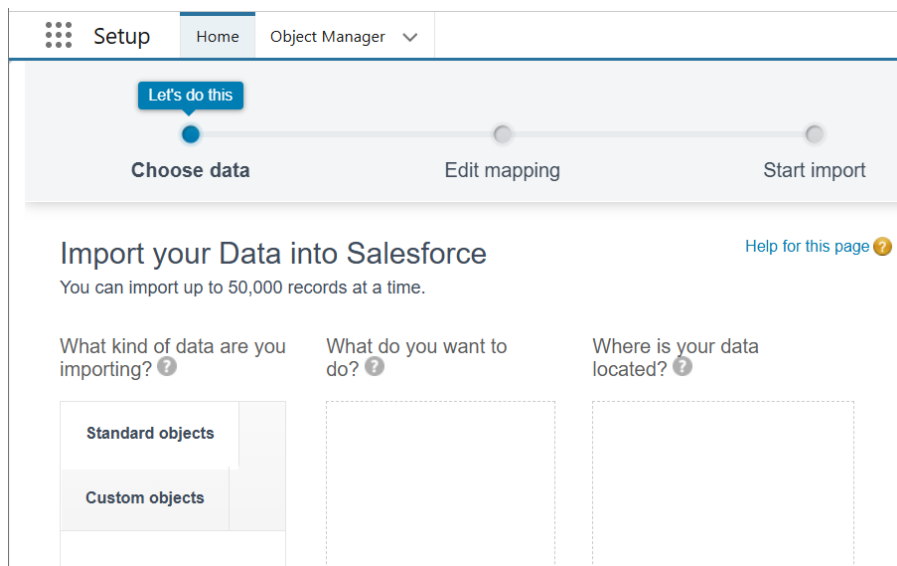 Setup
Home
Object Manager
Let's do this
Choose data
Edit mapping
Start import
Import your Data into Salesforce
Help for this page ?
You can import up to 50,000 records at a time.
What kind of data are you
importing? ?
What do you want to
do? ?
Where is your data
located? ?
Standard objects
Custom objects